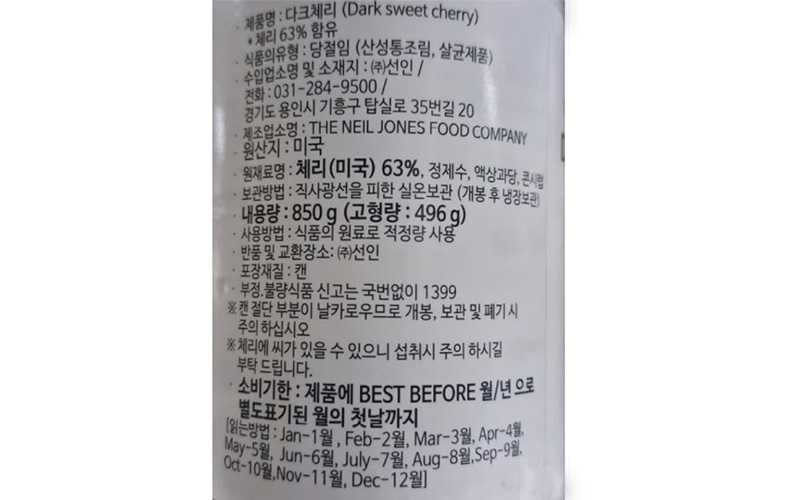 · 제품명 : 다크체리 (Dark sweet cherry)
• 체리 63% 함유
· 식품의유형 : 당절임 (산성통조림, 살균제품)
· 수입업소명 및 소재지 : ㈜선인 /
전화 : 031-284-9500 /
경기도 용인시 기흥구 탑실로 35번길 20
· 제조업소명 : THE NEIL JONES FOOD COMPANY
· 원산지 : 미국
· 원재료명 : 체리(미국) 63%, 정제수, 액상과당, 콘시럽
· 보관방법 : 직사광선을 피한 실온보관 (개봉 후 냉장보관)
· 내용량 : 850 g (고형량 : 496 g)
· 사용방법 : 식품의 원료로 적정량 사용
· 반품 및 교환장소: ㈜선인
· 포장재질 : 캔
· 부정.불량식품 신고는 국번없이 1399
※ 캔 절단 부분이 날카로우므로 개봉, 보관 및 폐기 시
주의 하십시오
※ 체리에 씨가 있을 수 있으니 섭취시 주의 하시길
부탁 드립니다.
· 소비기한 : 제품에 BEST BEFORE 월/년 으로
별도표기된 월의 첫날까지
[읽는방법 : Jan-1월, Feb-2월, Mar-3월, Apr-4월,
May-5월, Jun-6월, July-7월, Aug-8월,Sep-9월,
Oct-10월,Nov-11월, Dec-12월]